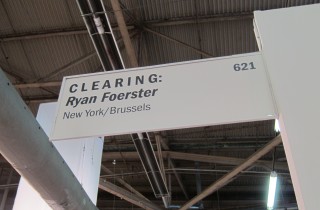 CLEARING:
Ryan Foerster
New York/Brussels
621